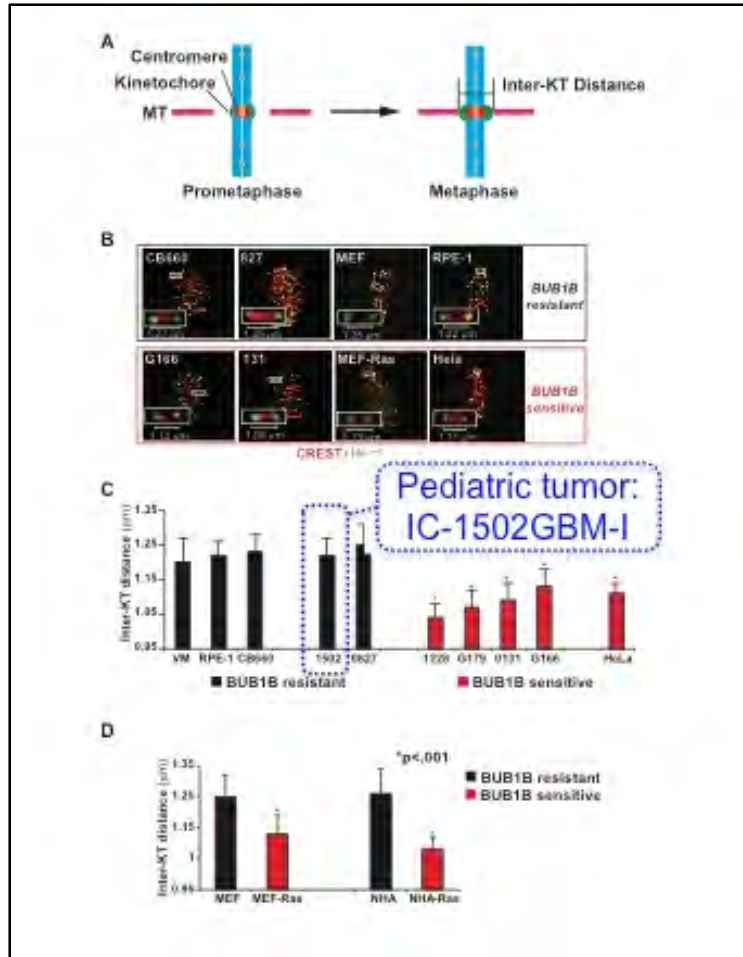 A
Centromere
Kinetochore
MT
Inter-KT Distance
Prometaphase
Metaphase
B
CB660
827
MEF
RPE-1
BUB1B
resistant
G166
131
MEF-Ras
Hela
BUB1B
sensitive
CREST
C
Pediatric tumor:
IC-1502GBM-I
Inter-KT distance (µm)
1.35
1.25
1.15
1.05
0.95
VM
RPE-1
CB660
1502
0827
1228
G179
0131
G166
HeLa
BUB1B resistant
BUB1B sensitive
D
*p<.001
BUB1B resistant
BUB1B sensitive
Inter-KT distance (µm)
1.35
1.25
1.15
1
0.95
MEF
MEF-Ras
NHA
NHA-Ras